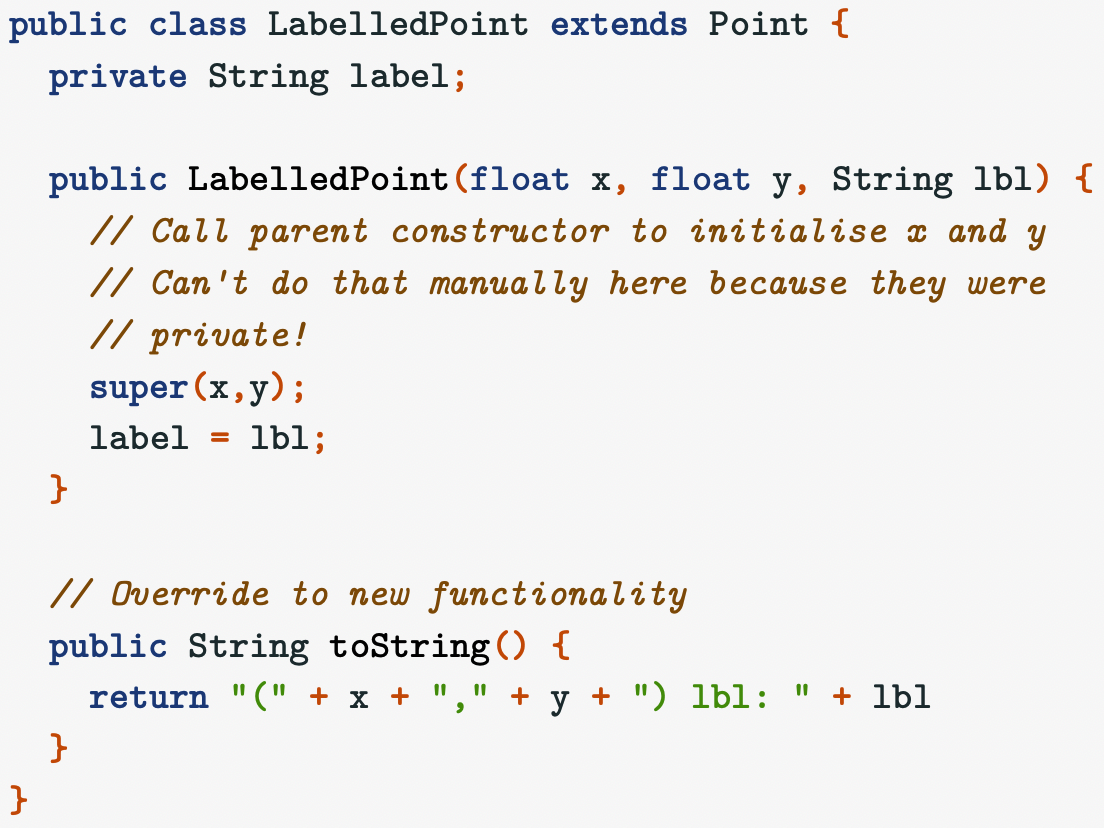 public class LabelledPoint extends Point {
  private String label;

  public LabelledPoint(float x, float y, String lbl) {
    // Call parent constructor to initialise x and y
    // Can't do that manually here because they were
    // private!
    super(x,y);
    label = lbl;
  }

  // Override to new functionality
  public String toString() {
    return "(" + x + "," + y + ") lbl: " + lbl
  }
}